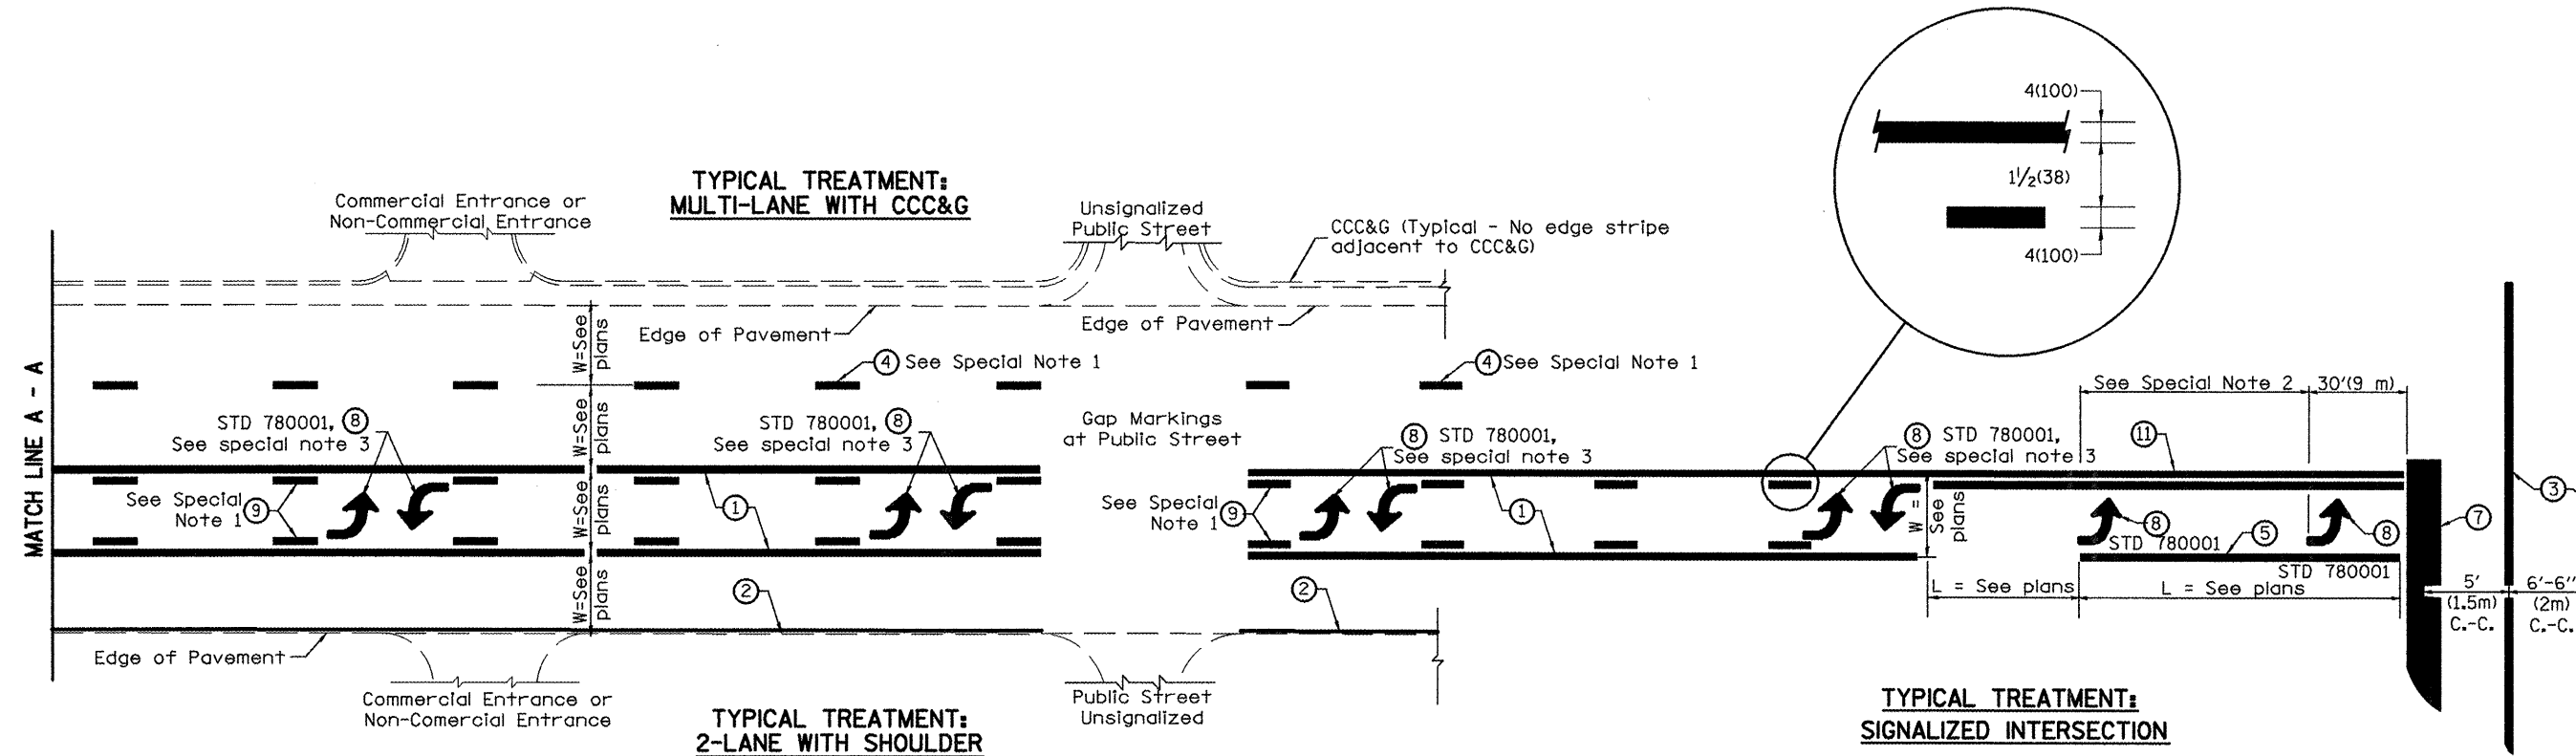 4(100)
1½(38)
4(100)
TYPICAL TREATMENT:
MULTI-LANE WITH CCC&G
Commercial Entrance or
Non-Commercial Entrance
Unsignalized
Public Street
CCC&G (Typical - No edge stripe
adjacent to CCC&G)
Edge of Pavement
Edge of Pavement
W=See
plans
4 See Special Note 1
4 See Special Note 1
MATCH LINE A - A
STD 780001, 8
See special note 3
W=See
plans
STD 780001, 8
See special note 3
Gap Markings
at Public Street
8 STD 780001,
See special note 3
8 STD 780001,
See special note 3
See Special Note 2
30'(9 m)
11
3
See Special
Note 1 9
1
W=See
plans
See Special
Note 1 9
1
W =
See
plans
8
STD 780001
5
8
7
STD 780001
2
W=See
plans
2
L = See plans
L = See plans
5'
(1.5m)
C.-C.
6'-6"
(2m)
C.-C.
Edge of Pavement
Commercial Entrance or
Non-Comercial Entrance
Public Street
Unsignalized
TYPICAL TREATMENT:
2-LANE WITH SHOULDER
TYPICAL TREATMENT:
SIGNALIZED INTERSECTION